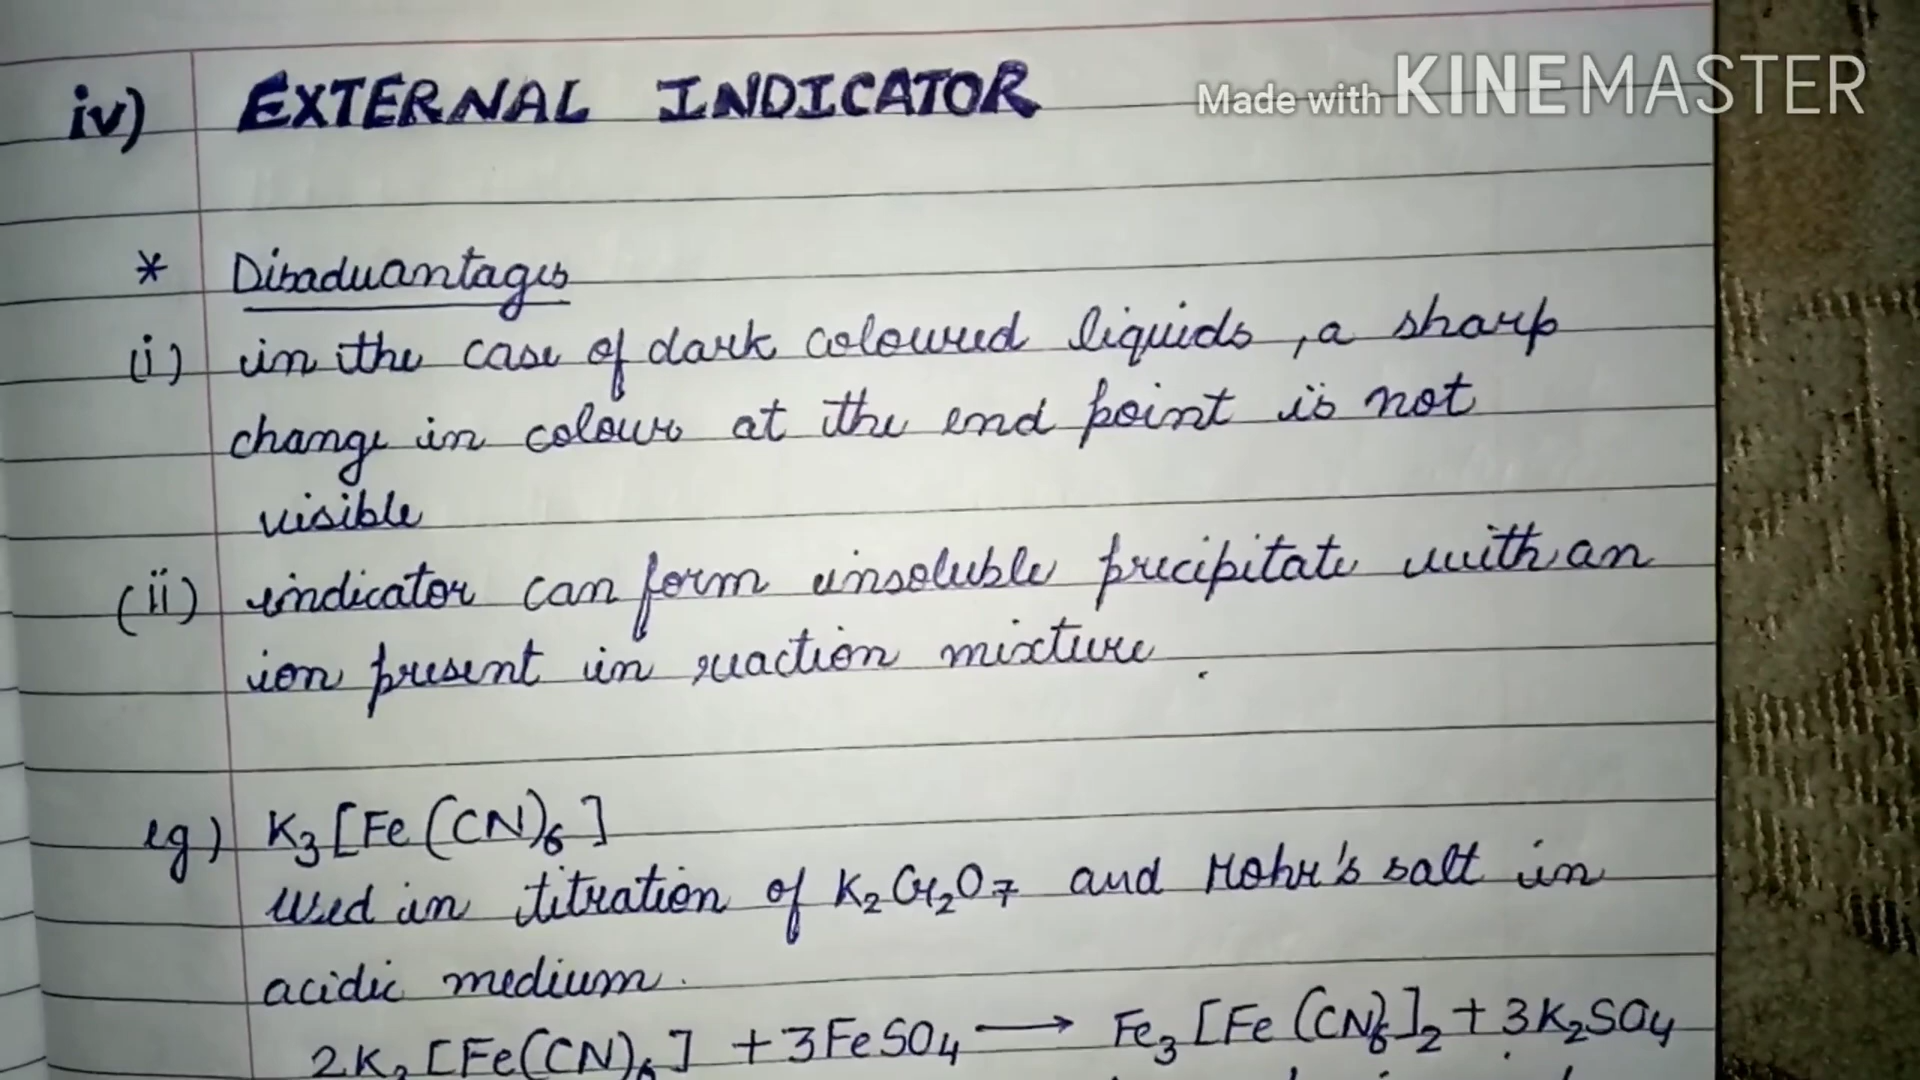 iv) EXTERNAL INDICATOR
Made with KINEMASTER
* Disadvantages
(i) in the case of dark coloured liquids, a sharp
change in colour at the end point is not
visible
(ii) indicator can form insoluble precipitate with an
ion present in reaction mixture
eg) K₃[Fe(CN)₆]
used in titration of K₂Cr₂O₇ and Mohr's salt in
acidic medium.
2K₃[Fe(CN)₆] + 3FeSO₄ → Fe₃[Fe(CN)₆]₂ + 3K₂SO₄